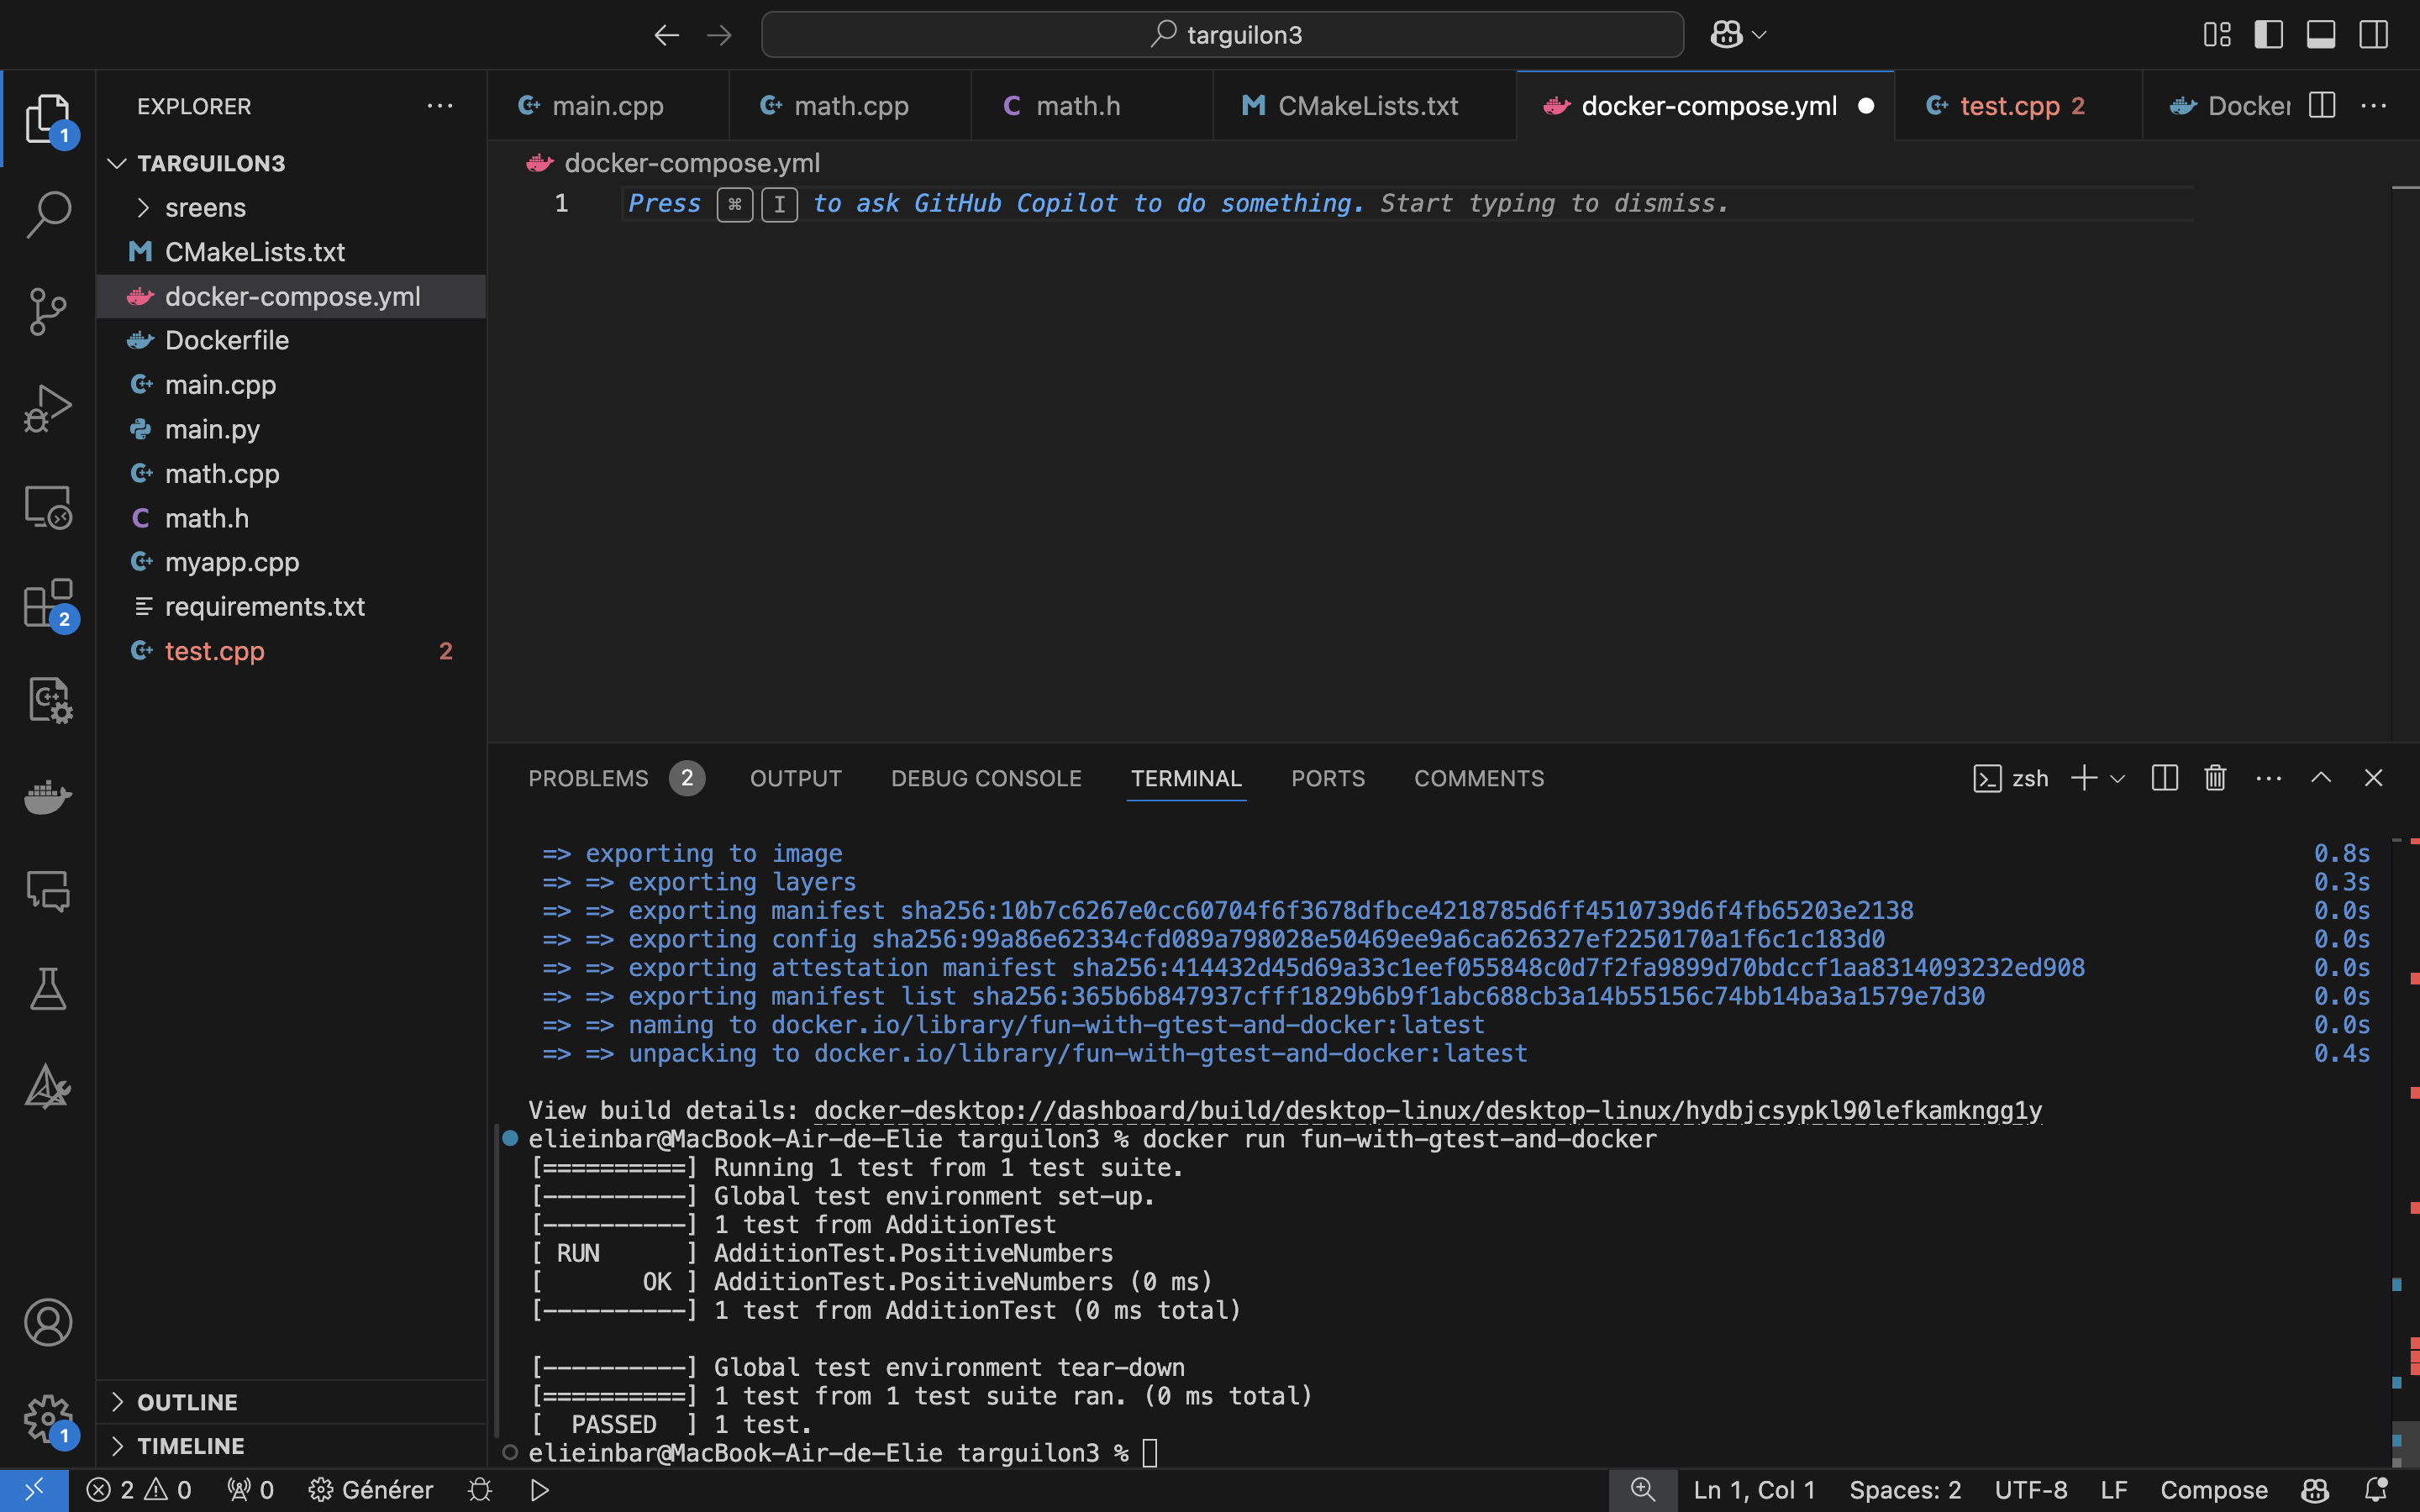 targuilon3
EXPLORER
TARGUILON3
sreens
CMakeLists.txt
docker-compose.yml
Dockerfile
main.cpp
main.py
math.cpp
math.h
myapp.cpp
requirements.txt
test.cpp 2
OUTLINE
TIMELINE
1
2
1
main.cpp
math.cpp
math.h
CMakeLists.txt
docker-compose.yml
test.cpp 2
Docker
docker-compose.yml
1 Press ⌘ I to ask GitHub Copilot to do something. Start typing to dismiss.
PROBLEMS 2 OUTPUT DEBUG CONSOLE TERMINAL PORTS COMMENTS
zsh
=> exporting to image 0.8s
=> => exporting layers 0.3s
=> => exporting manifest sha256:10b7c6267e0cc60704f6f3678dfbce4218785d6ff4510739d6f4fb65203e2138 0.0s
=> => exporting config sha256:99a86e62334cfd089a798028e50469ee9a6ca626327ef2250170a1f6c1c183d0 0.0s
=> => exporting attestation manifest sha256:414432d45d69a33c1eef055848c0d7f2fa9899d70bdccf1aa8314093232ed908 0.0s
=> => exporting manifest list sha256:365b6b847937cfff1829b6b9f1abc688cb3a14b55156c74bb14ba3a1579e7d30 0.0s
=> => naming to docker.io/library/fun-with-gtest-and-docker:latest 0.0s
=> => unpacking to docker.io/library/fun-with-gtest-and-docker:latest 0.4s
View build details: docker-desktop://dashboard/build/desktop-linux/desktop-linux/hydbjcsypkl90lefkamkngg1y
elieinbar@MacBook-Air-de-Elie targuilon3 % docker run fun-with-gtest-and-docker
[==========] Running 1 test from 1 test suite.
[----------] Global test environment set-up.
[----------] 1 test from AdditionTest
[ RUN      ] AdditionTest.PositiveNumbers
[       OK ] AdditionTest.PositiveNumbers (0 ms)
[----------] 1 test from AdditionTest (0 ms total)
[----------] Global test environment tear-down
[==========] 1 test from 1 test suite ran. (0 ms total)
[  PASSED  ] 1 test.
elieinbar@MacBook-Air-de-Elie targuilon3 %
2 0 0 Générer
Ln 1, Col 1 Spaces: 2 UTF-8 LF Compose